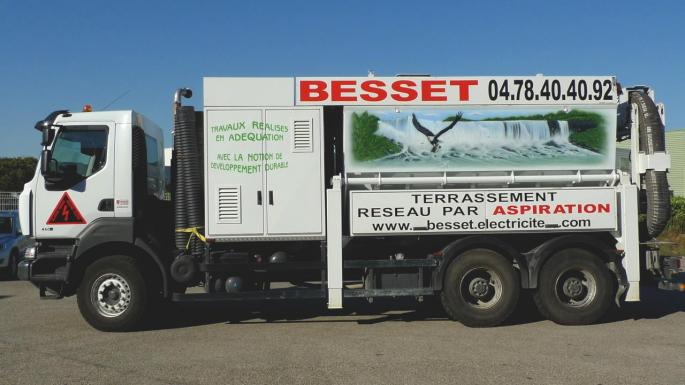 BESSET 04.78.40.40.92
TRAVAUX REALISES
EN ADEQUATION
AVEC LA NOTION de
DEVELOPPEMENT DURABLE
TERRASSEMENT
RESEAU PAR ASPIRATION
www.besset.electricite.com